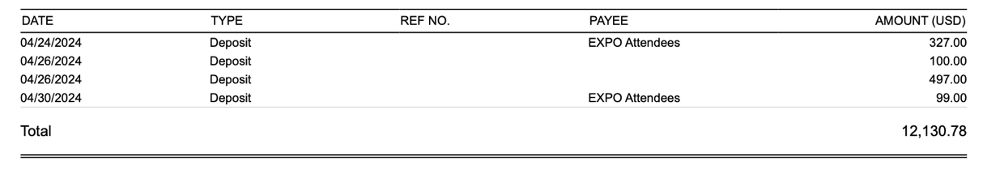 DATE TYPE REF NO. PAYEE AMOUNT (USD)
04/24/2024 Deposit EXPO Attendees 327.00
04/26/2024 Deposit 100.00
04/26/2024 Deposit 497.00
04/30/2024 Deposit EXPO Attendees 99.00
Total 12,130.78